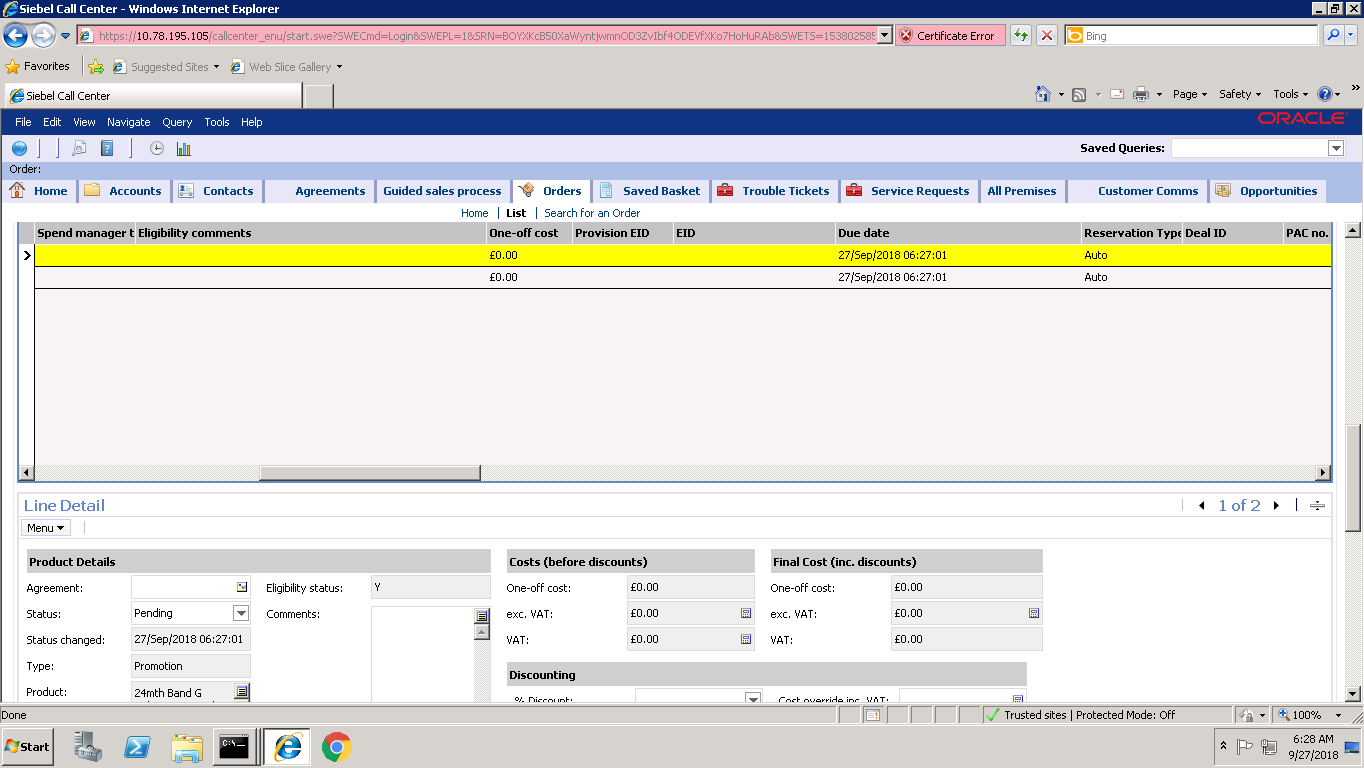 Siebel Call Center - Windows Internet Explorer
https://10.78.195.105/callcenter_enu/start.swe?SWECmd=Login&SWEPL=1&SRN=BOYXKcB50XaWyntjwmnOD3ZvIbf4ODEVfXKo7HoHuRAb&SWETS=153802585 Certificate Error Bing
Favorites Suggested Sites Web Slice Gallery
Siebel Call Center Page Safety Tools
File Edit View Navigate Query Tools Help ORACLE
Saved Queries:
Order:
Home Accounts Contacts Agreements Guided sales process Orders Saved Basket Trouble Tickets Service Requests All Premises Customer Comms Opportunities
Home List Search for an Order
Spend manager t Eligibility comments One-off cost Provision EID EID Due date Reservation Type Deal ID PAC no.
£0.00 27/Sep/2018 06:27:01 Auto
£0.00 27/Sep/2018 06:27:01 Auto
Line Detail 1 of 2
Menu
Product Details Costs (before discounts) Final Cost (inc. discounts)
Agreement: Eligibility status: Y One-off cost: £0.00 One-off cost: £0.00
Status: Pending Comments: exc. VAT: £0.00 exc. VAT: £0.00
Status changed: 27/Sep/2018 06:27:01 VAT: £0.00 VAT: £0.00
Type: Promotion
Discounting
Product: 24mth Band G
% Discount: Cost override inc. VAT:
Done Trusted sites | Protected Mode: Off 100%
Start C:\ 6:28 AM
9/27/2018